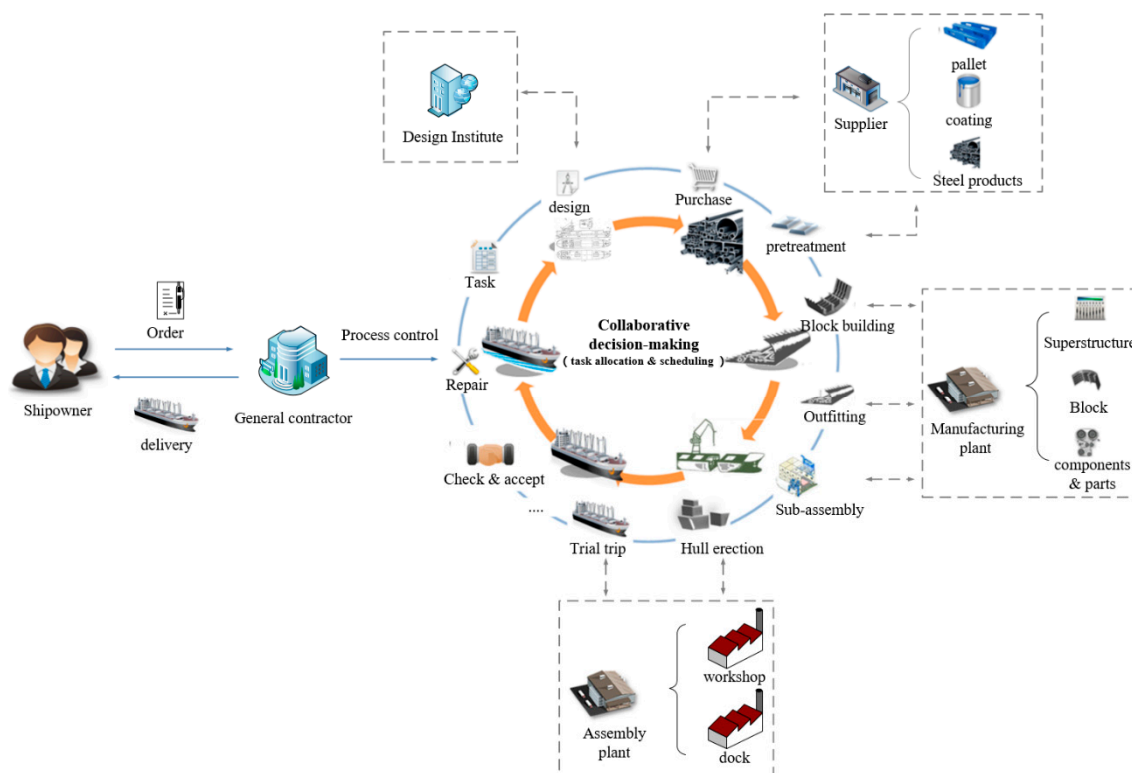 Design Institute
Supplier
pallet
coating
Steel products
design
Purchase
pretreatment
Task
Order
Process control
Collaborative
decision-making
( task allocation & scheduling )
Block building
Superstructure
Shipowner
General contractor
Repair
delivery
Outfitting
Manufacturing
plant
Block
components
& parts
Check & accept
Sub-assembly
....
Trial trip
Hull erection
workshop
Assembly
plant
dock